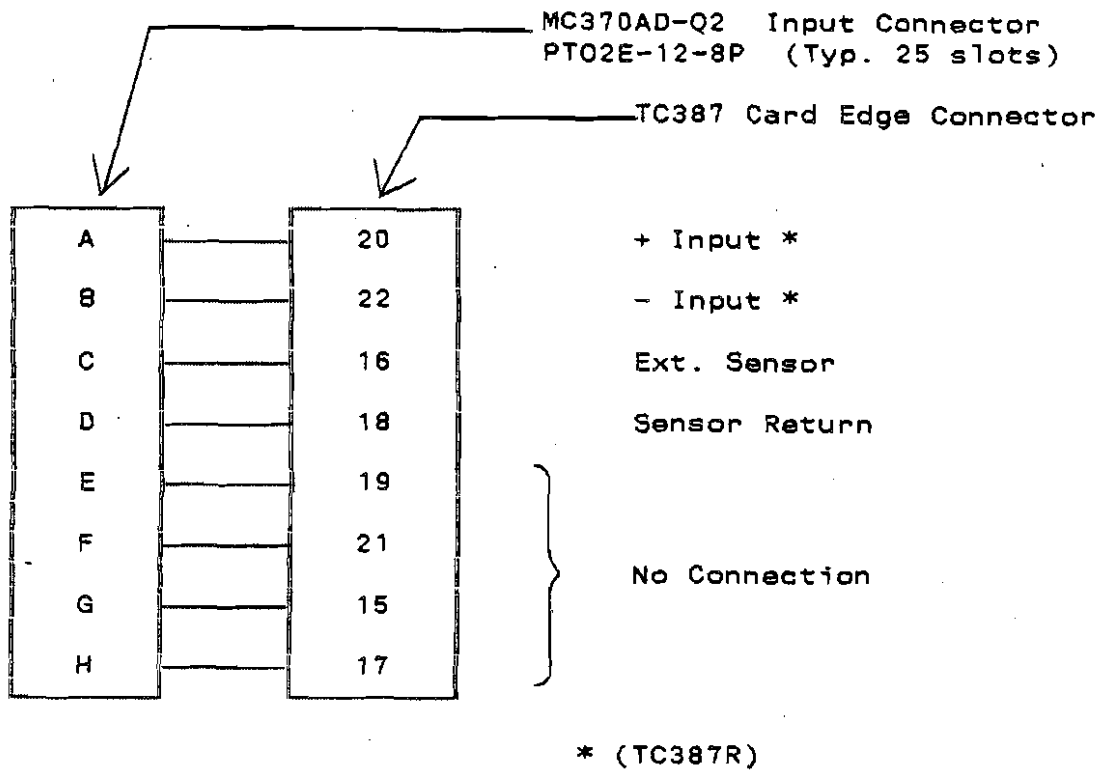 MC370AD-Q2 Input Connector
PTO2E-12-8P (Typ. 25 slots)
TC387 Card Edge Connector
A 20 + Input *
B 22 - Input *
C 16 Ext. Sensor
D 18 Sensor Return
E 19
F 21
No Connection
G 15
H 17
* (TC387R)